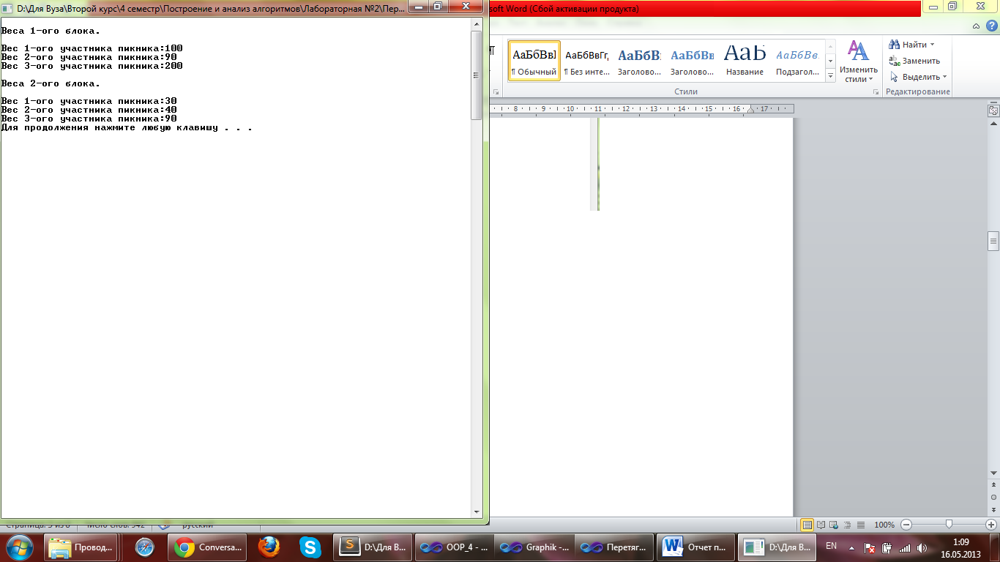 D:\Для Вуза\Второй курс\4 семестр\Построение и анализ алгоритмов\Лабораторная №2\Пер...
soft Word (Сбой активации продукта)
Веса 1-ого блока.
Вес 1-ого участника пикника:100
Вес 2-ого участника пикника:90
Вес 3-ого участника пикника:200
Веса 2-ого блока.
Вес 1-ого участника пикника:30
Вес 2-ого участника пикника:40
Вес 3-ого участника пикника:90
Для продолжения нажмите любую клавишу . . .
АаБбВвІ АаБбВвГг, АаБбВ АаБбВв АаБ АаБбВв.
¶ Обычный ¶ Без инте... Заголово... Заголово... Название Подзагол...
Изменить стили
Найти
Заменить
Выделить
Стили
Редактирование
8 9 10 11 12 13 14 15 16 17
Страница: 5 из 8 Число слов: 942 русский
100%
Провод... Conversa... D:\Для В... OOP_4 - ... Graphik -... Перетяг... Отчет п... D:\Для В...
EN
1:09
16.05.2013